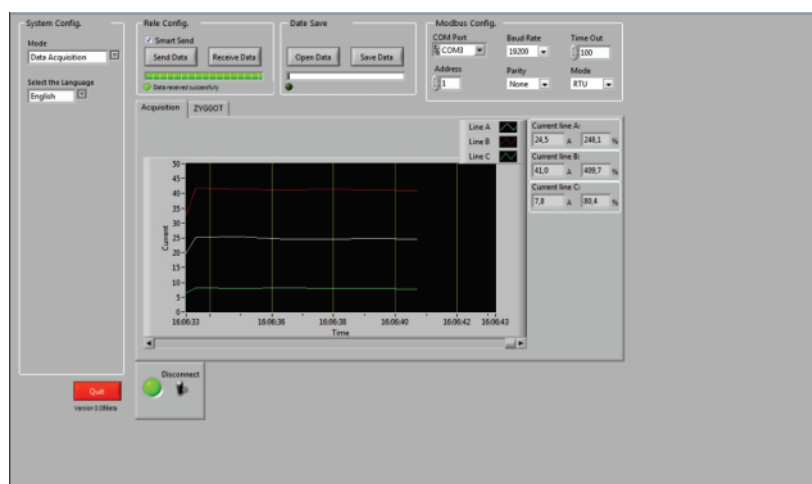 System Config.
Mode
Data Acquisition
Select the Language
English
Rele Config.
Smart Send
Send Data
Receive Data
Data received successfully
Date Save
Open Data
Save Data
Modbus Config.
COM Port
COM3
Baud Rate
19200
Time Out
100
Address
1
Parity
None
Mode
RTU
Acquisition
ZYGGOT
Line A
Line B
Line C
Current line A:
24,5 A 248,1 %
Current line B:
41,0 A 409,7 %
Current line C:
7,8 A 80,4 %
Current
50
45
40
35
30
25
20
15
10
5
0
16:06:33 16:06:36 16:06:38 16:06:40 16:06:42 16:06:43
Time
Disconnect
Quit
Version 0.08Beta